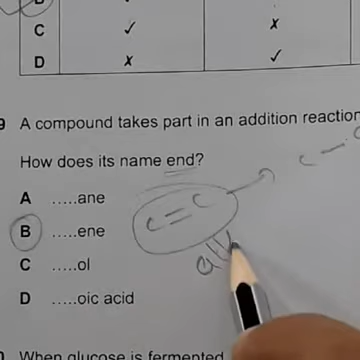 C ✓ ✗
D ✗ ✓
A compound takes part in an addition reaction
How does its name end?
A .....ane
B .....ene
C .....ol
D .....oic acid
c = c
c –
al
When glucose is fermented